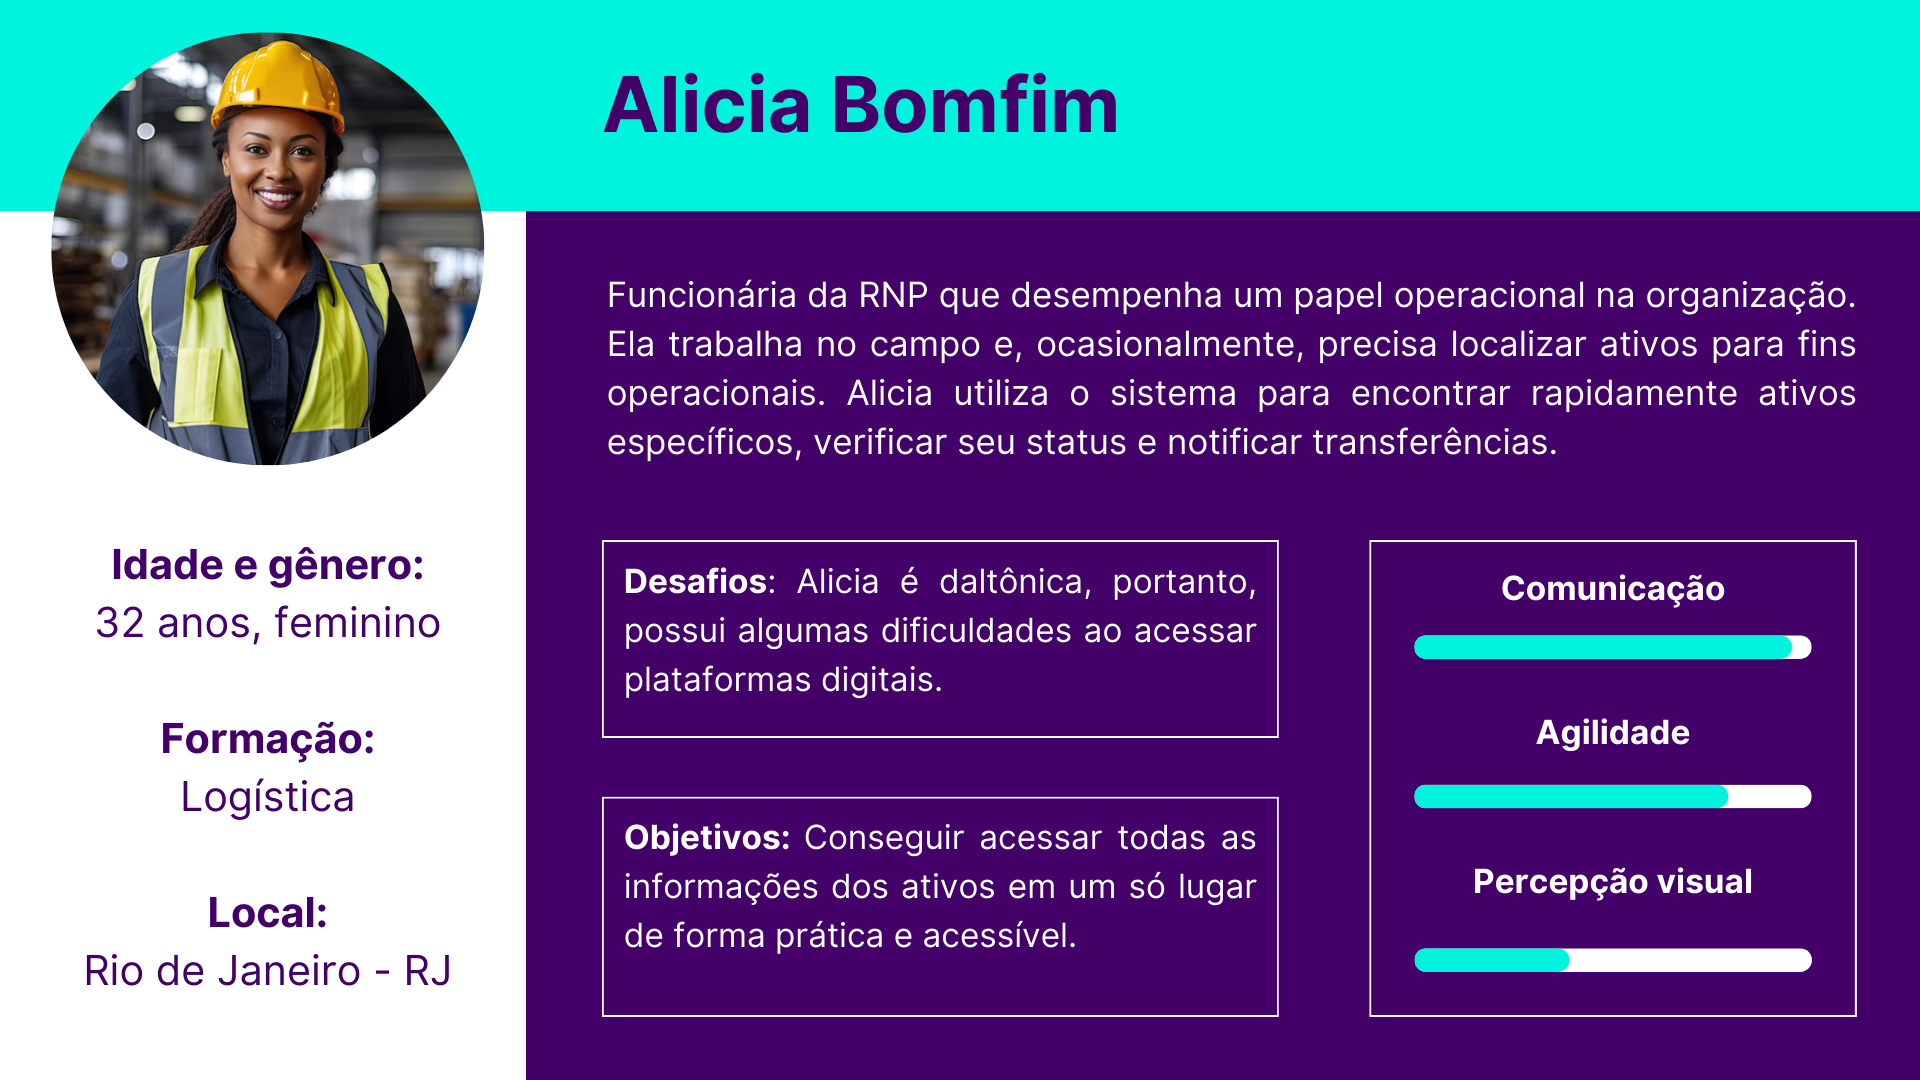 Alicia Bomfim
Funcionária da RNP que desempenha um papel operacional na organização.
Ela trabalha no campo e, ocasionalmente, precisa localizar ativos para fins
operacionais. Alicia utiliza o sistema para encontrar rapidamente ativos
específicos, verificar seu status e notificar transferências.
Idade e gênero:
32 anos, feminino
Formação:
Logística
Local:
Rio de Janeiro - RJ
Desafios: Alicia é daltônica, portanto,
possui algumas dificuldades ao acessar
plataformas digitais.
Objetivos: Conseguir acessar todas as
informações dos ativos em um só lugar
de forma prática e acessível.
Comunicação
Agilidade
Percepção visual